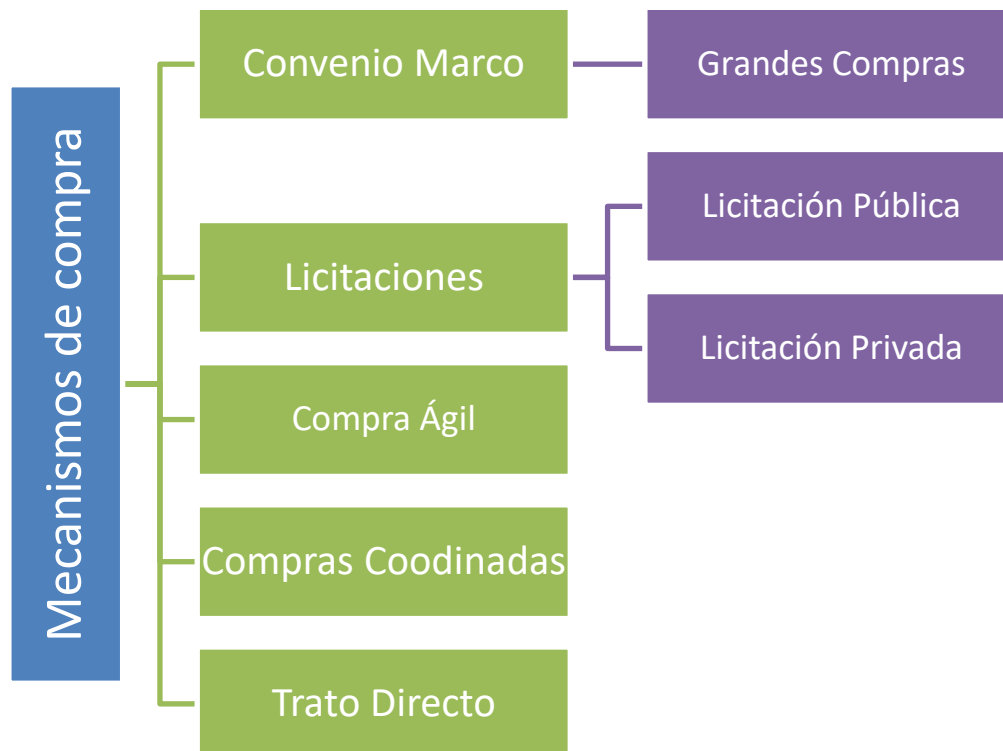 Mecanismos de compra
Convenio Marco
Grandes Compras
Licitaciones
Licitación Pública
Licitación Privada
Compra Ágil
Compras Coodinadas
Trato Directo